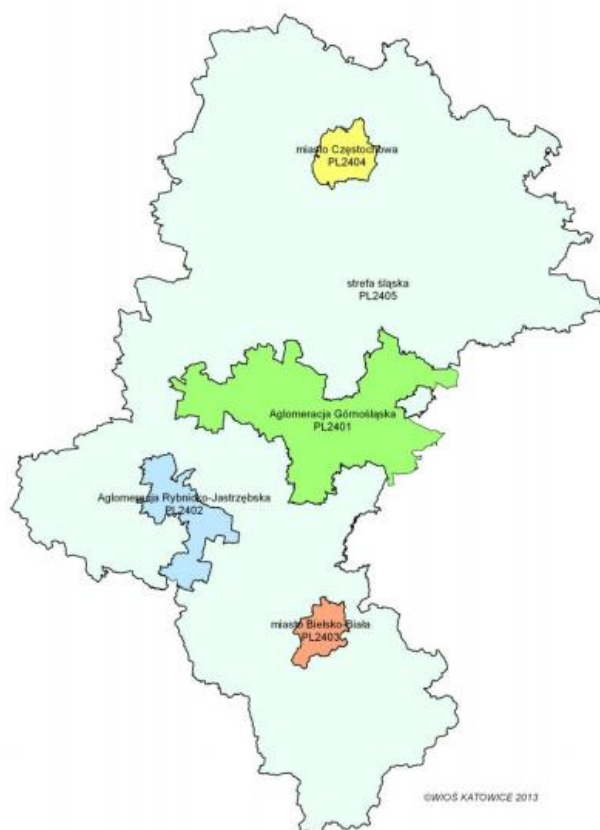 miasto Częstochowa
PL2404
strefa śląska
PL2405
Aglomeracja Górnośląska
PL2401
Aglomeracja Rybnicko-Jastrzębska
PL2402
miasto Bielsko-Biała
PL2403
©WIOŚ KATOWICE 2013